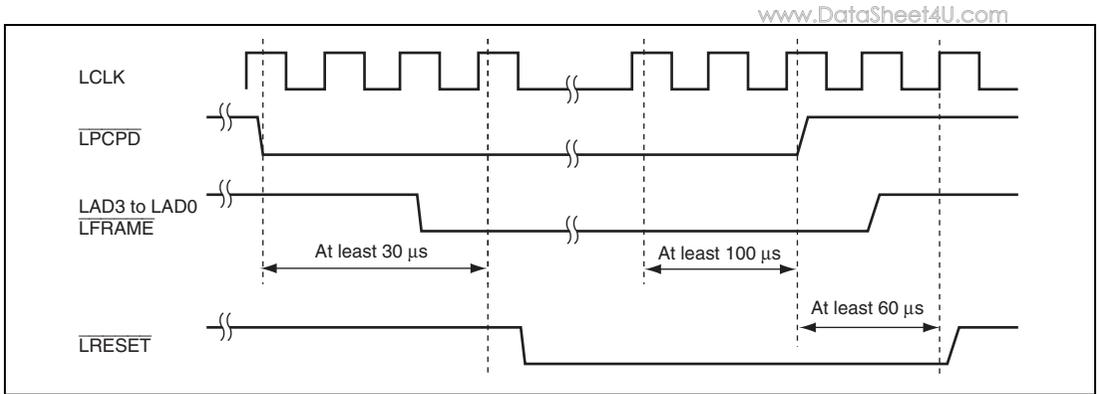 www.DataSheet4U.com
LCLK
LPCPD
LAD3 to LAD0
LFRAME
At least 30 μs
At least 100 μs
At least 60 μs
LRESET